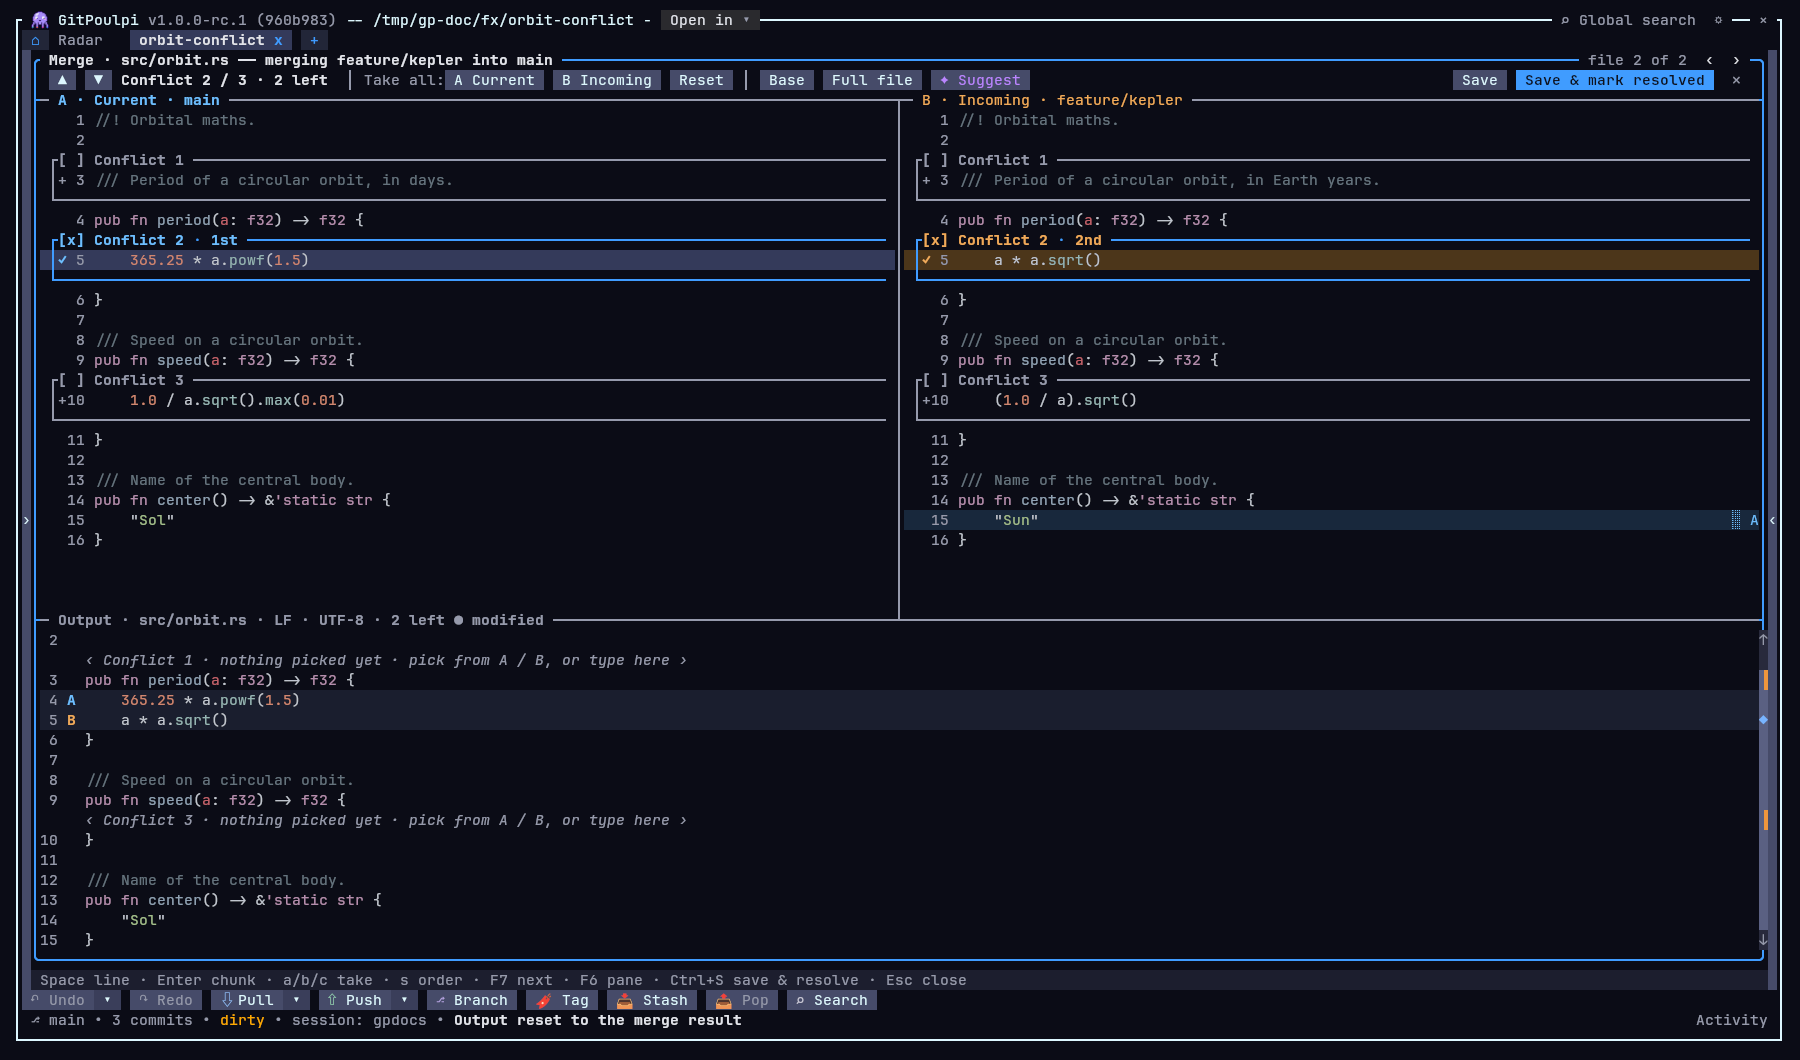 GitPoulpi v1.0.0-rc.1 (960b983) —— /tmp/gp-doc/fx/orbit-conflict - Open in ▾ ⌕ Global search ☼ ×
⌂ Radar orbit-conflict x +
Merge · src/orbit.rs —— merging feature/kepler into main file 2 of 2 ‹ ›
▲ ▼ Conflict 2 / 3 · 2 left │ Take all: A Current B Incoming Reset │ Base Full file ✦ Suggest Save Save & mark resolved ×
A · Current · main
1 //! Orbital maths.
2
[ ] Conflict 1
+ 3 /// Period of a circular orbit, in days.
4 pub fn period(a: f32) -> f32 {
[x] Conflict 2 · 1st
✓ 5 365.25 * a.powf(1.5)
6 }
7
8 /// Speed on a circular orbit.
9 pub fn speed(a: f32) -> f32 {
[ ] Conflict 3
+10 1.0 / a.sqrt().max(0.01)
11 }
12
13 /// Name of the central body.
14 pub fn center() -> &'static str {
15 "Sol"
16 }
B · Incoming · feature/kepler
1 //! Orbital maths.
2
[ ] Conflict 1
+ 3 /// Period of a circular orbit, in Earth years.
4 pub fn period(a: f32) -> f32 {
[x] Conflict 2 · 2nd
✓ 5 a * a.sqrt()
6 }
7
8 /// Speed on a circular orbit.
9 pub fn speed(a: f32) -> f32 {
[ ] Conflict 3
+10 (1.0 / a).sqrt()
11 }
12
13 /// Name of the central body.
14 pub fn center() -> &'static str {
15 "Sun" A
16 }
Output · src/orbit.rs · LF · UTF-8 · 2 left ● modified
2
‹ Conflict 1 · nothing picked yet · pick from A / B, or type here ›
3 pub fn period(a: f32) -> f32 {
4 A 365.25 * a.powf(1.5)
5 B a * a.sqrt()
6 }
7
8 /// Speed on a circular orbit.
9 pub fn speed(a: f32) -> f32 {
‹ Conflict 3 · nothing picked yet · pick from A / B, or type here ›
10 }
11
12 /// Name of the central body.
13 pub fn center() -> &'static str {
14 "Sol"
15 }
Space line · Enter chunk · a/b/c take · s order · F7 next · F6 pane · Ctrl+S save & resolve · Esc close
Undo ▾ Redo Pull ▾ Push ▾ Branch Tag Stash Pop Search
main • 3 commits • dirty • session: gpdocs • Output reset to the merge result Activity